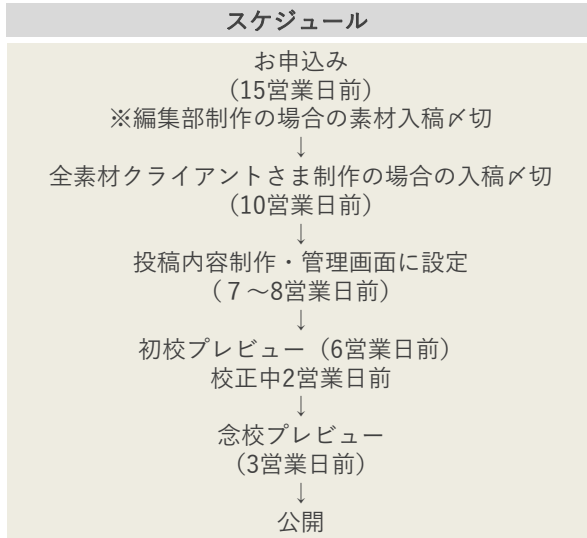 スケジュール
お申込み
(15営業日前)
※編集部制作の場合の素材入稿〆切
↓
全素材クライアントさま制作の場合の入稿〆切
(10営業日前)
↓
投稿内容制作・管理画面に設定
(７〜8営業日前)
↓
初校プレビュー（6営業日前）
校正中2営業日前
↓
念校プレビュー
(3営業日前)
↓
公開